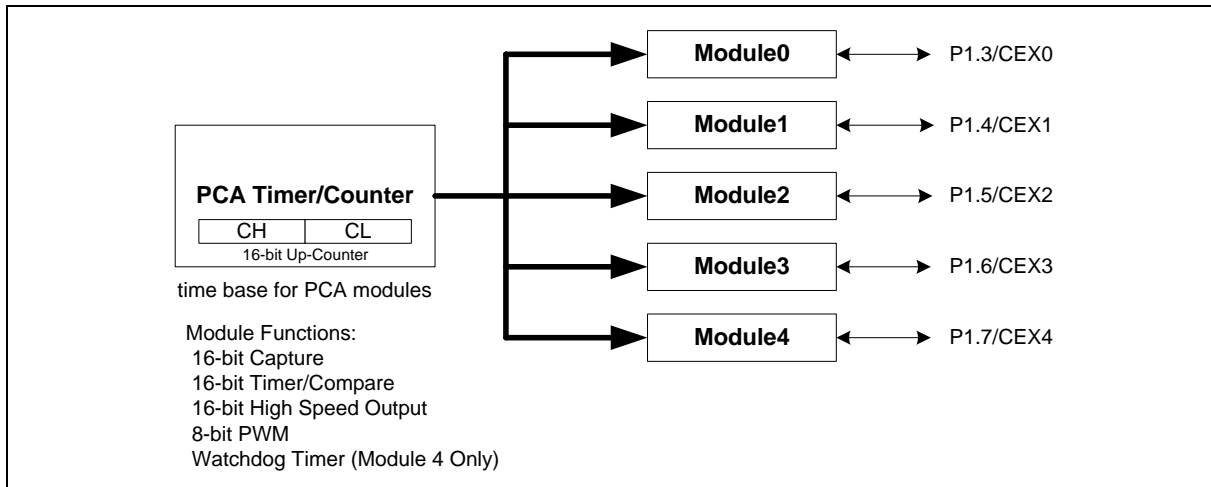 Module0
P1.3/CEX0
Module1
P1.4/CEX1
PCA Timer/Counter
Module2
P1.5/CEX2
CH
CL
16-bit Up-Counter
Module3
P1.6/CEX3
time base for PCA modules
Module4
P1.7/CEX4
Module Functions:
16-bit Capture
16-bit Timer/Compare
16-bit High Speed Output
8-bit PWM
Watchdog Timer (Module 4 Only)